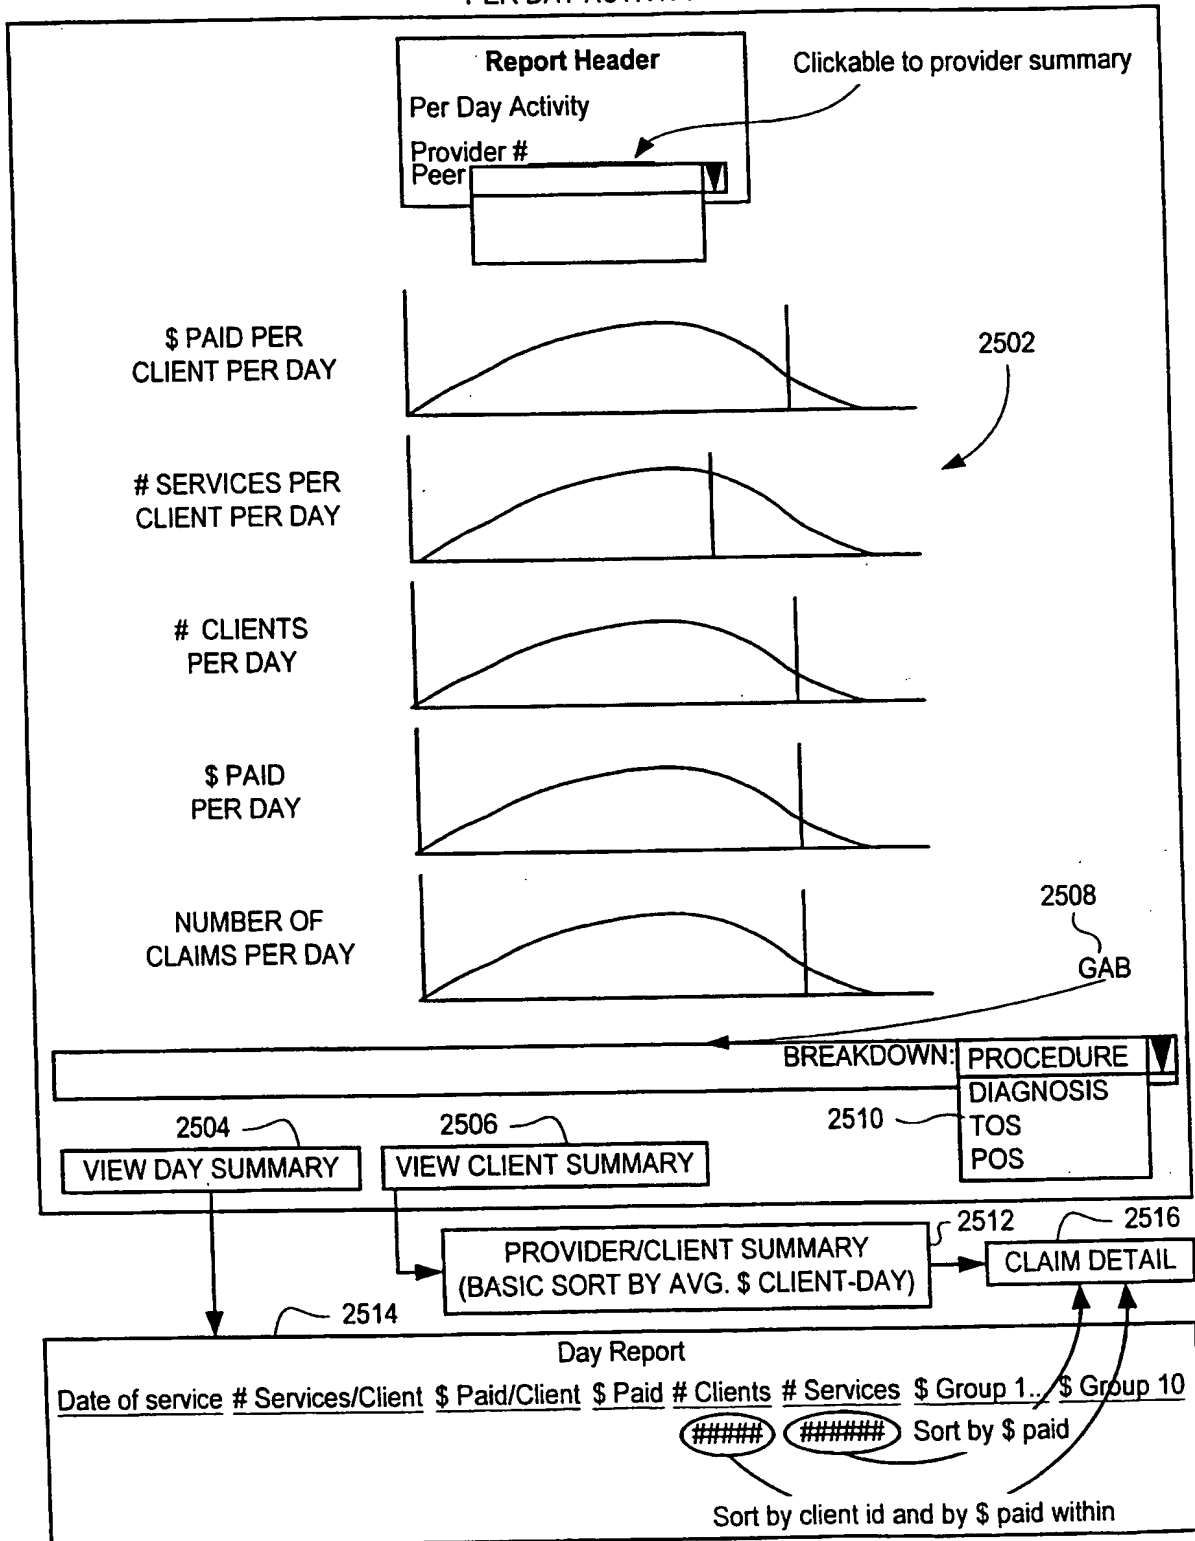 Report Header
Clickable to provider summary
Per Day Activity
Provider #
Peer
$ PAID PER
CLIENT PER DAY
2502
# SERVICES PER
CLIENT PER DAY
# CLIENTS
PER DAY
$ PAID
PER DAY
2508
NUMBER OF
CLAIMS PER DAY
GAB
BREAKDOWN: PROCEDURE
DIAGNOSIS
2510 TOS
POS
2504 2506
VIEW DAY SUMMARY VIEW CLIENT SUMMARY
2512 2516
PROVIDER/CLIENT SUMMARY
(BASIC SORT BY AVG. $ CLIENT-DAY)
CLAIM DETAIL
2514
Day Report
Date of service # Services/Client $ Paid/Client $ Paid # Clients # Services $ Group 1... $ Group 10
##### ###### Sort by $ paid
Sort by client id and by $ paid within